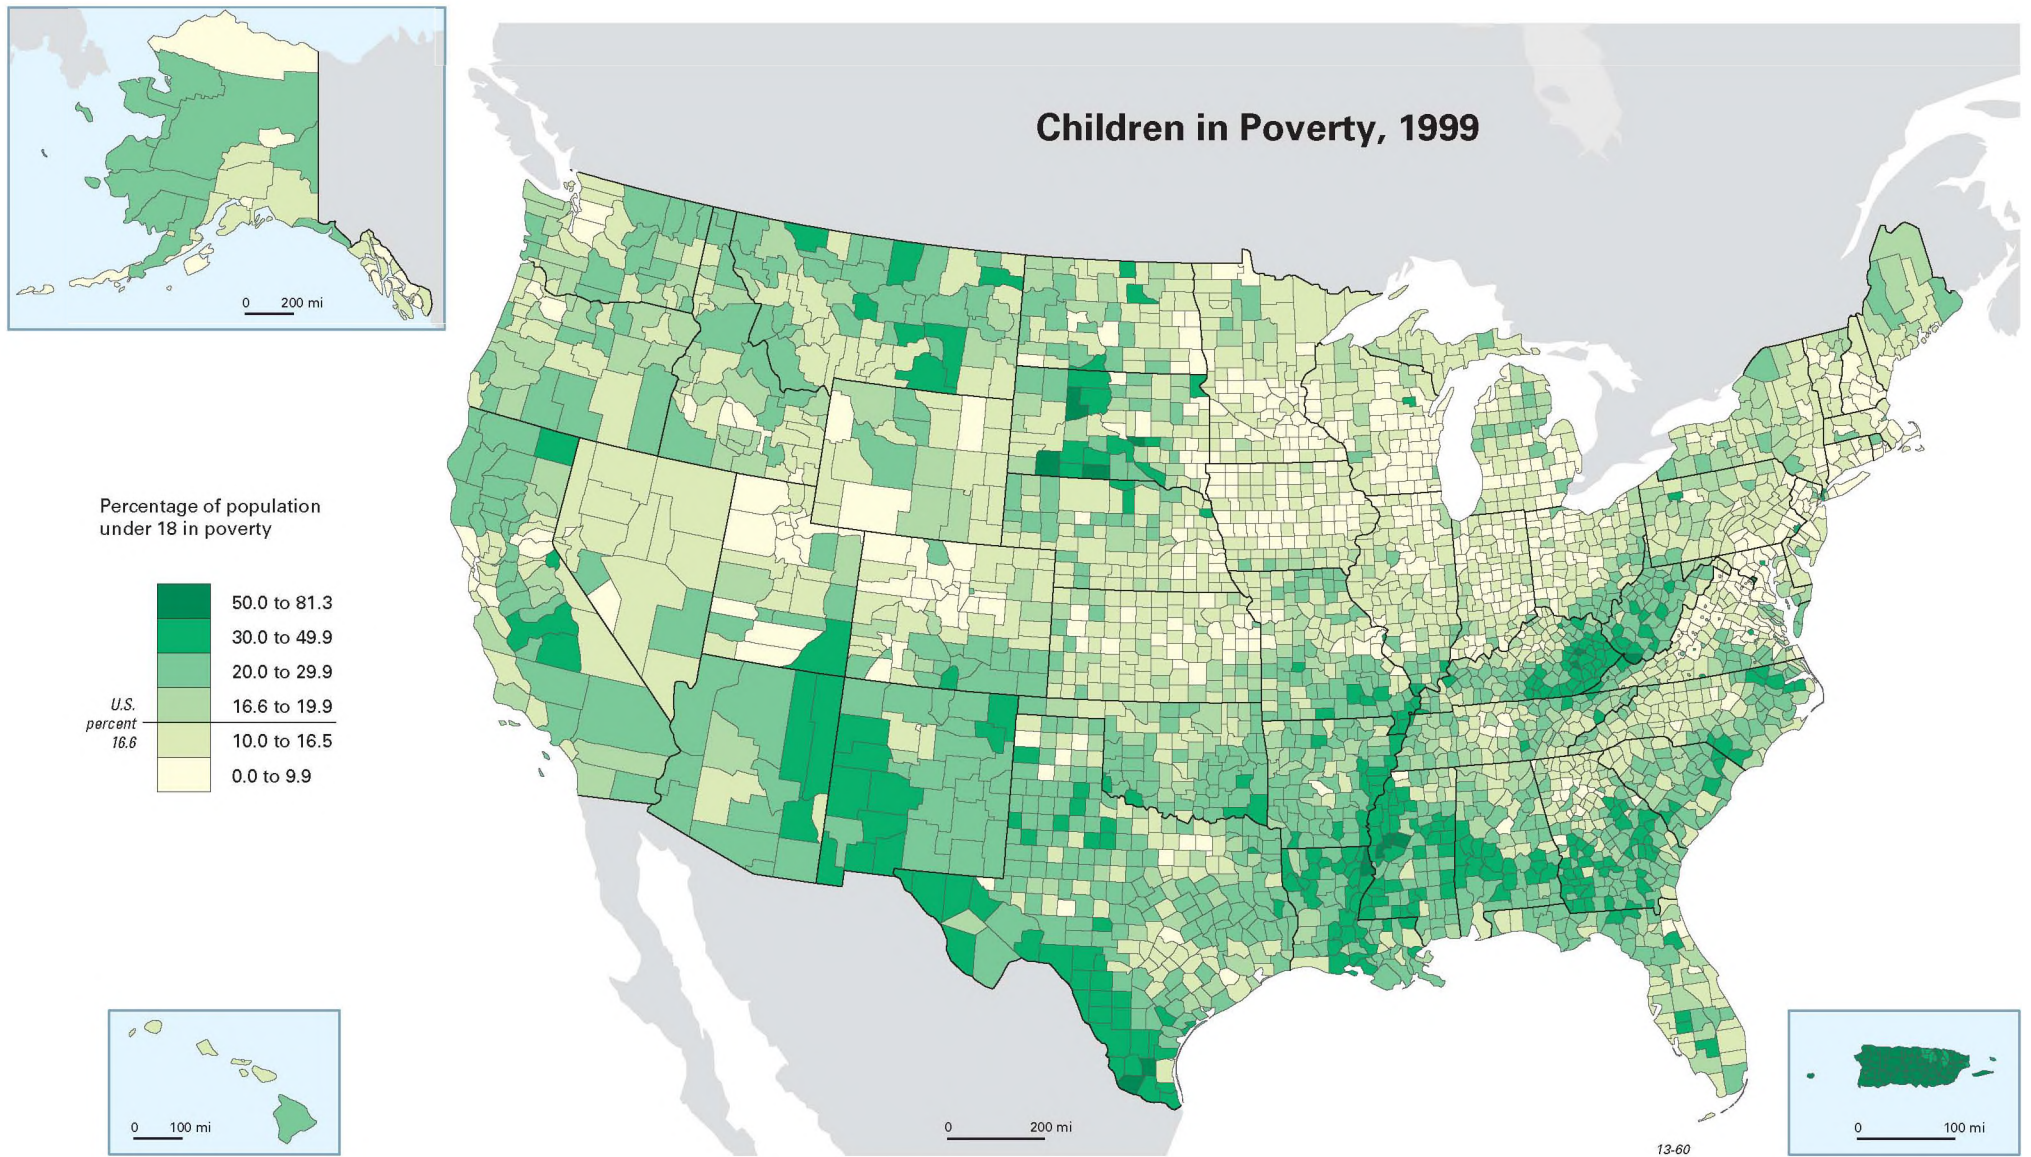 Children in Poverty, 1999
0 200 mi
Percentage of population
under 18 in poverty
50.0 to 81.3
30.0 to 49.9
20.0 to 29.9
16.6 to 19.9
U.S.
percent
16.6
10.0 to 16.5
0.0 to 9.9
0 100 mi
0 200 mi
0 100 mi
13-60